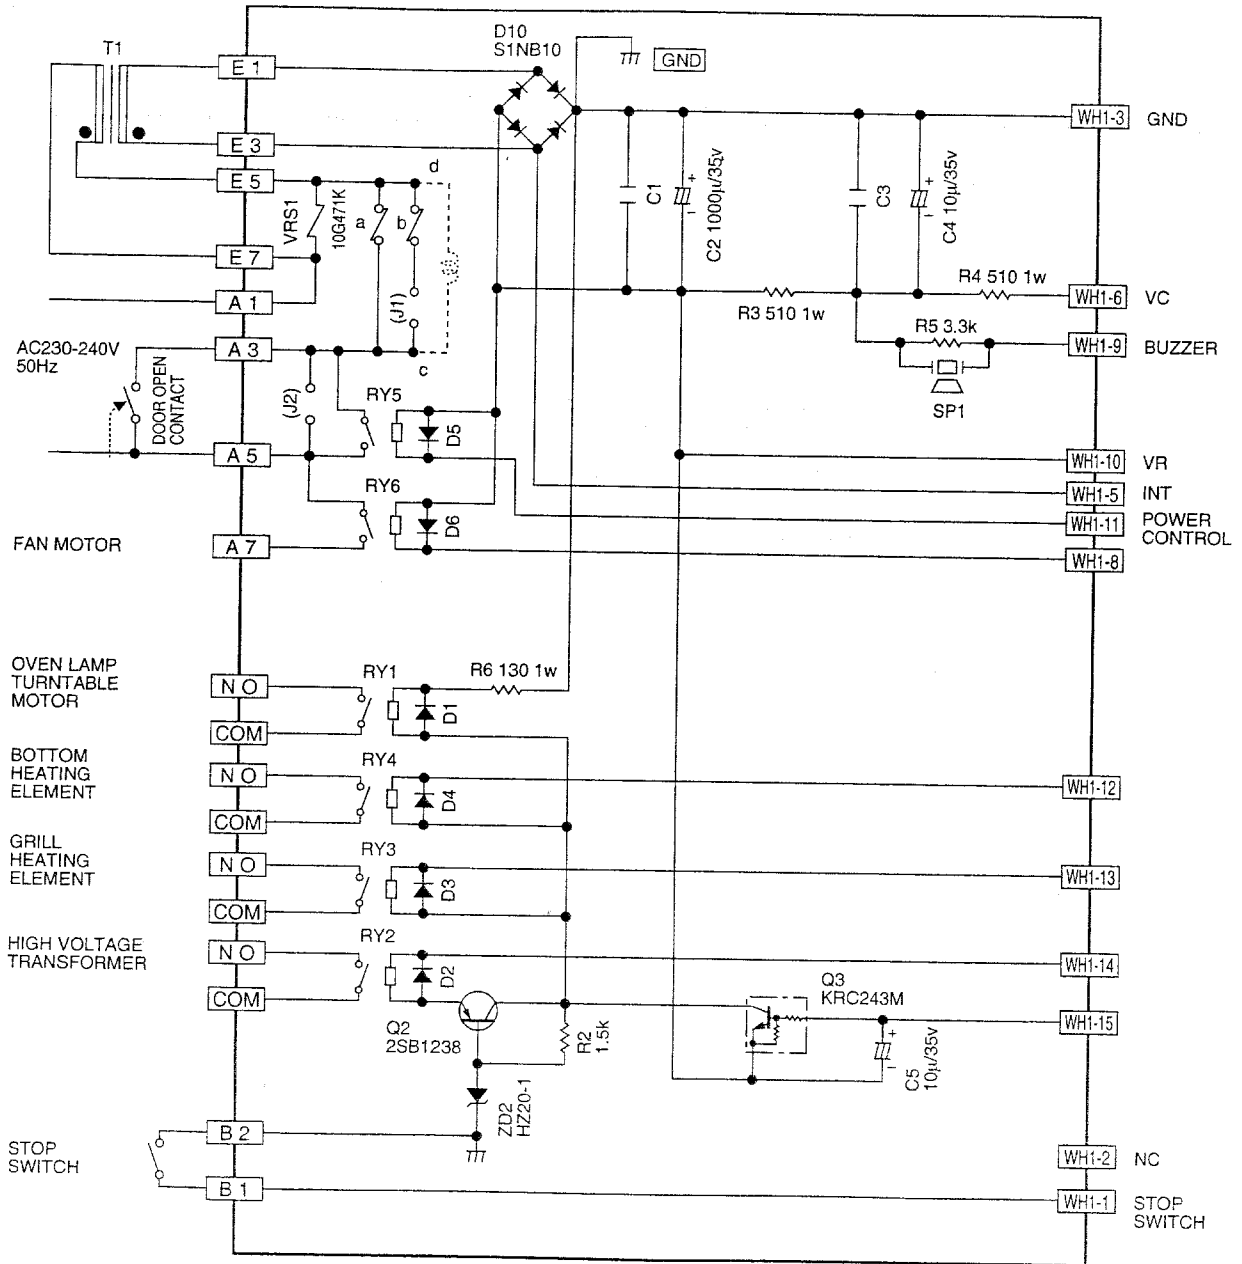 D10
S1NB10
T1
E 1
GND
WH1-3 GND
E 3
E 5
d
VRS1
10G471K
a
b
C1
C2 1000µ/35v
+
−
C3
C4 10µ/35v
+
−
E 7
A 1
(J1)
R3 510 1w
R4 510 1w
WH1-6 VC
R5 3.3k
WH1-9 BUZZER
SP1
AC230-240V
50Hz
A 3
c
DOOR OPEN
CONTACT
(J2)
RY5
D5
A 5
WH1-10 VR
WH1-5 INT
WH1-11 POWER
CONTROL
RY6
D6
FAN MOTOR
A 7
WH1-8
OVEN LAMP
TURNTABLE
MOTOR
N O
COM
RY1
D1
R6 130 1w
BOTTOM
HEATING
ELEMENT
N O
COM
RY4
D4
WH1-12
GRILL
HEATING
ELEMENT
N O
COM
RY3
D3
WH1-13
HIGH VOLTAGE
TRANSFORMER
N O
COM
RY2
D2
WH1-14
Q2
2SB1238
R2
1.5k
Q3
KRC243M
WH1-15
C5
10µ/35v
+
−
ZD2
HZ20-1
STOP
SWITCH
B 2
B 1
WH1-2 NC
WH1-1 STOP
SWITCH